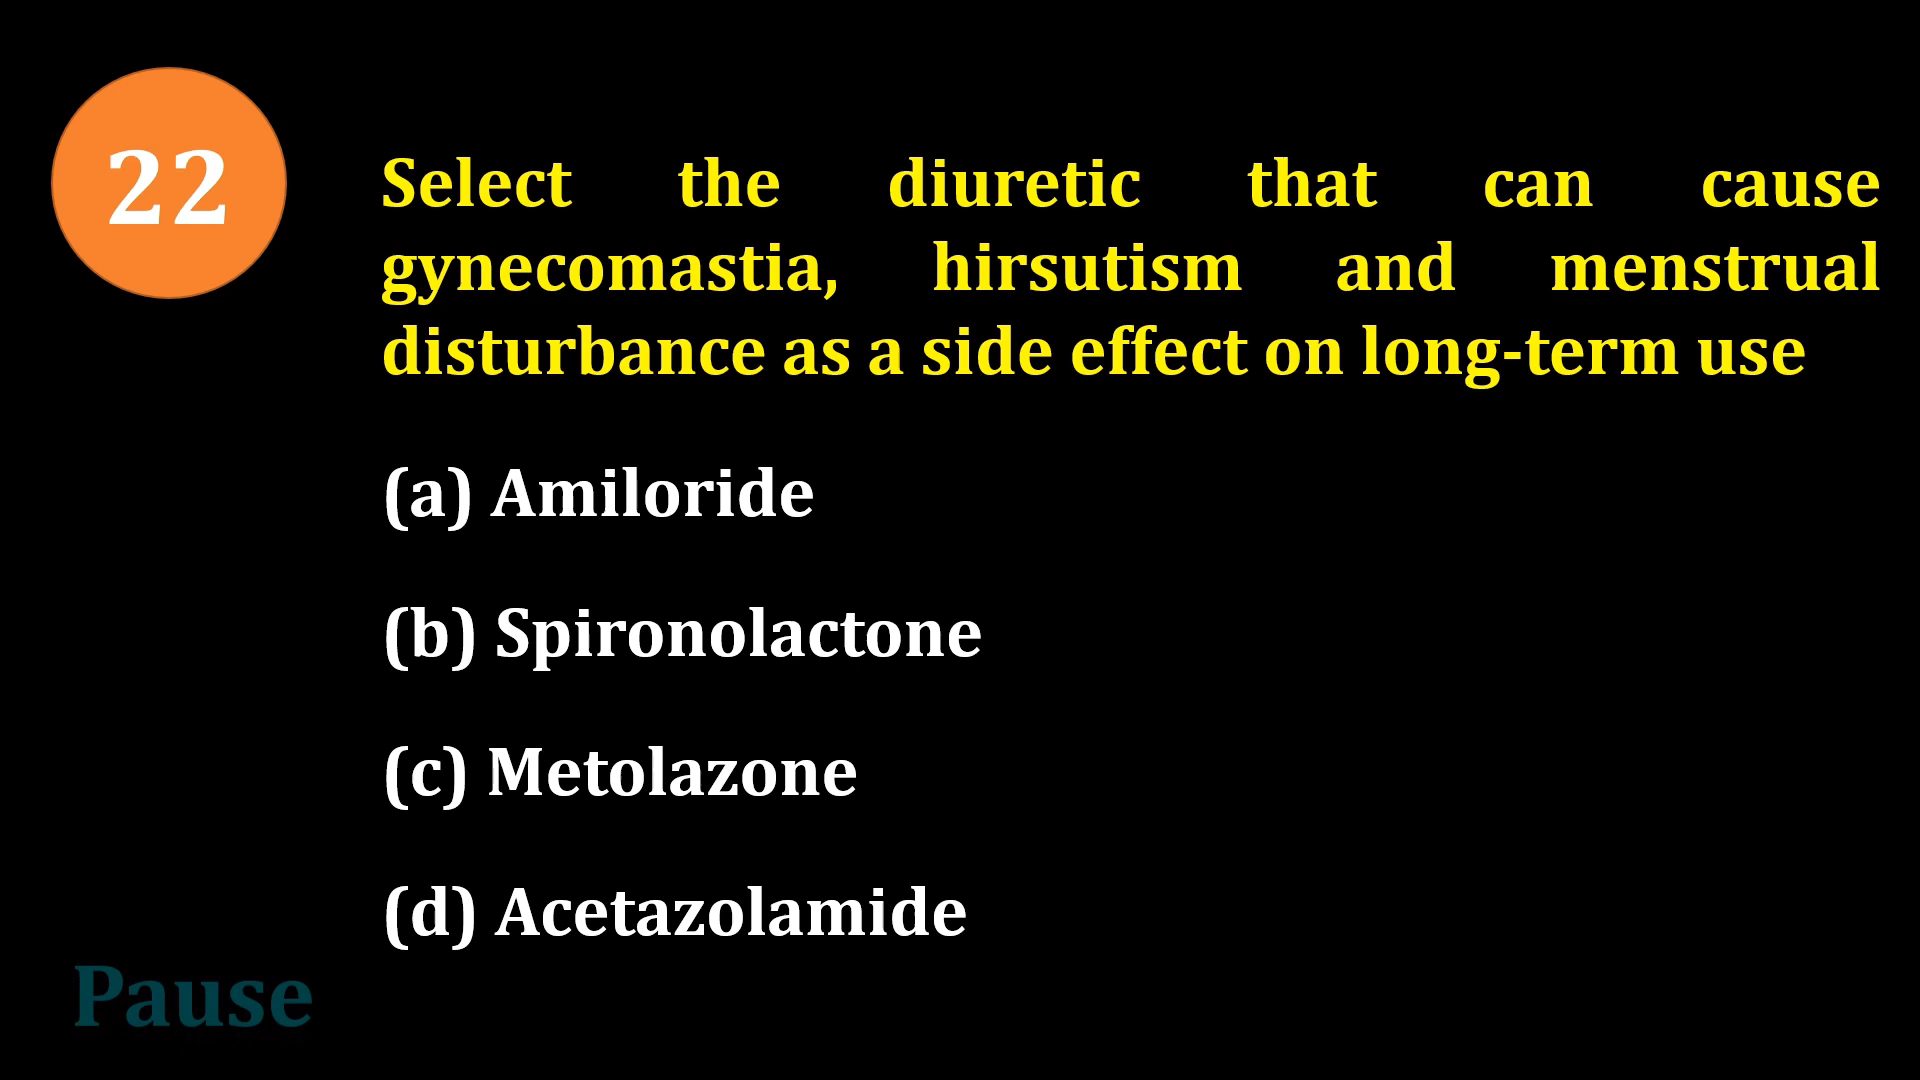 22
Select the diuretic that can cause
gynecomastia, hirsutism and menstrual
disturbance as a side effect on long-term use
(a) Amiloride
(b) Spironolactone
(c) Metolazone
(d) Acetazolamide
Pause